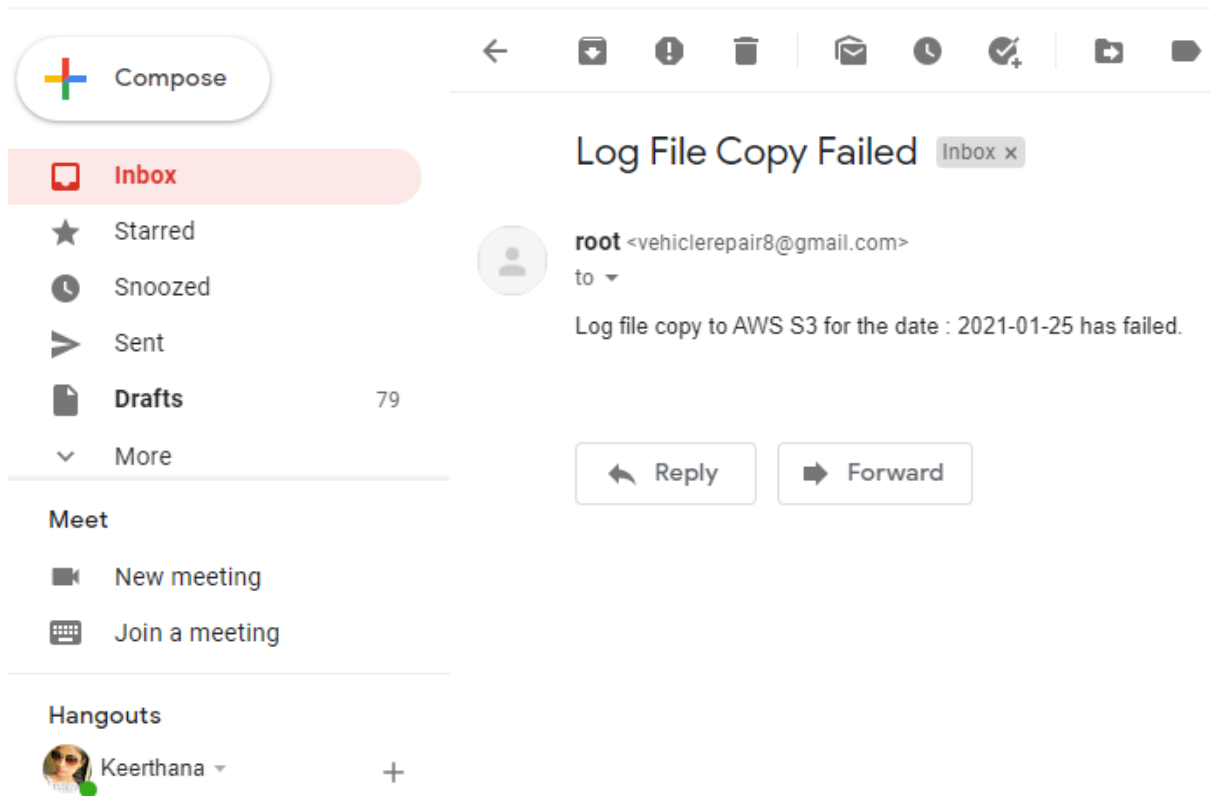 Compose
Inbox
Starred
Snoozed
Sent
Drafts 79
More
Meet
New meeting
Join a meeting
Hangouts
Keerthana
Log File Copy Failed Inbox x
root <vehiclerepair8@gmail.com>
to
Log file copy to AWS S3 for the date : 2021-01-25 has failed.
Reply Forward